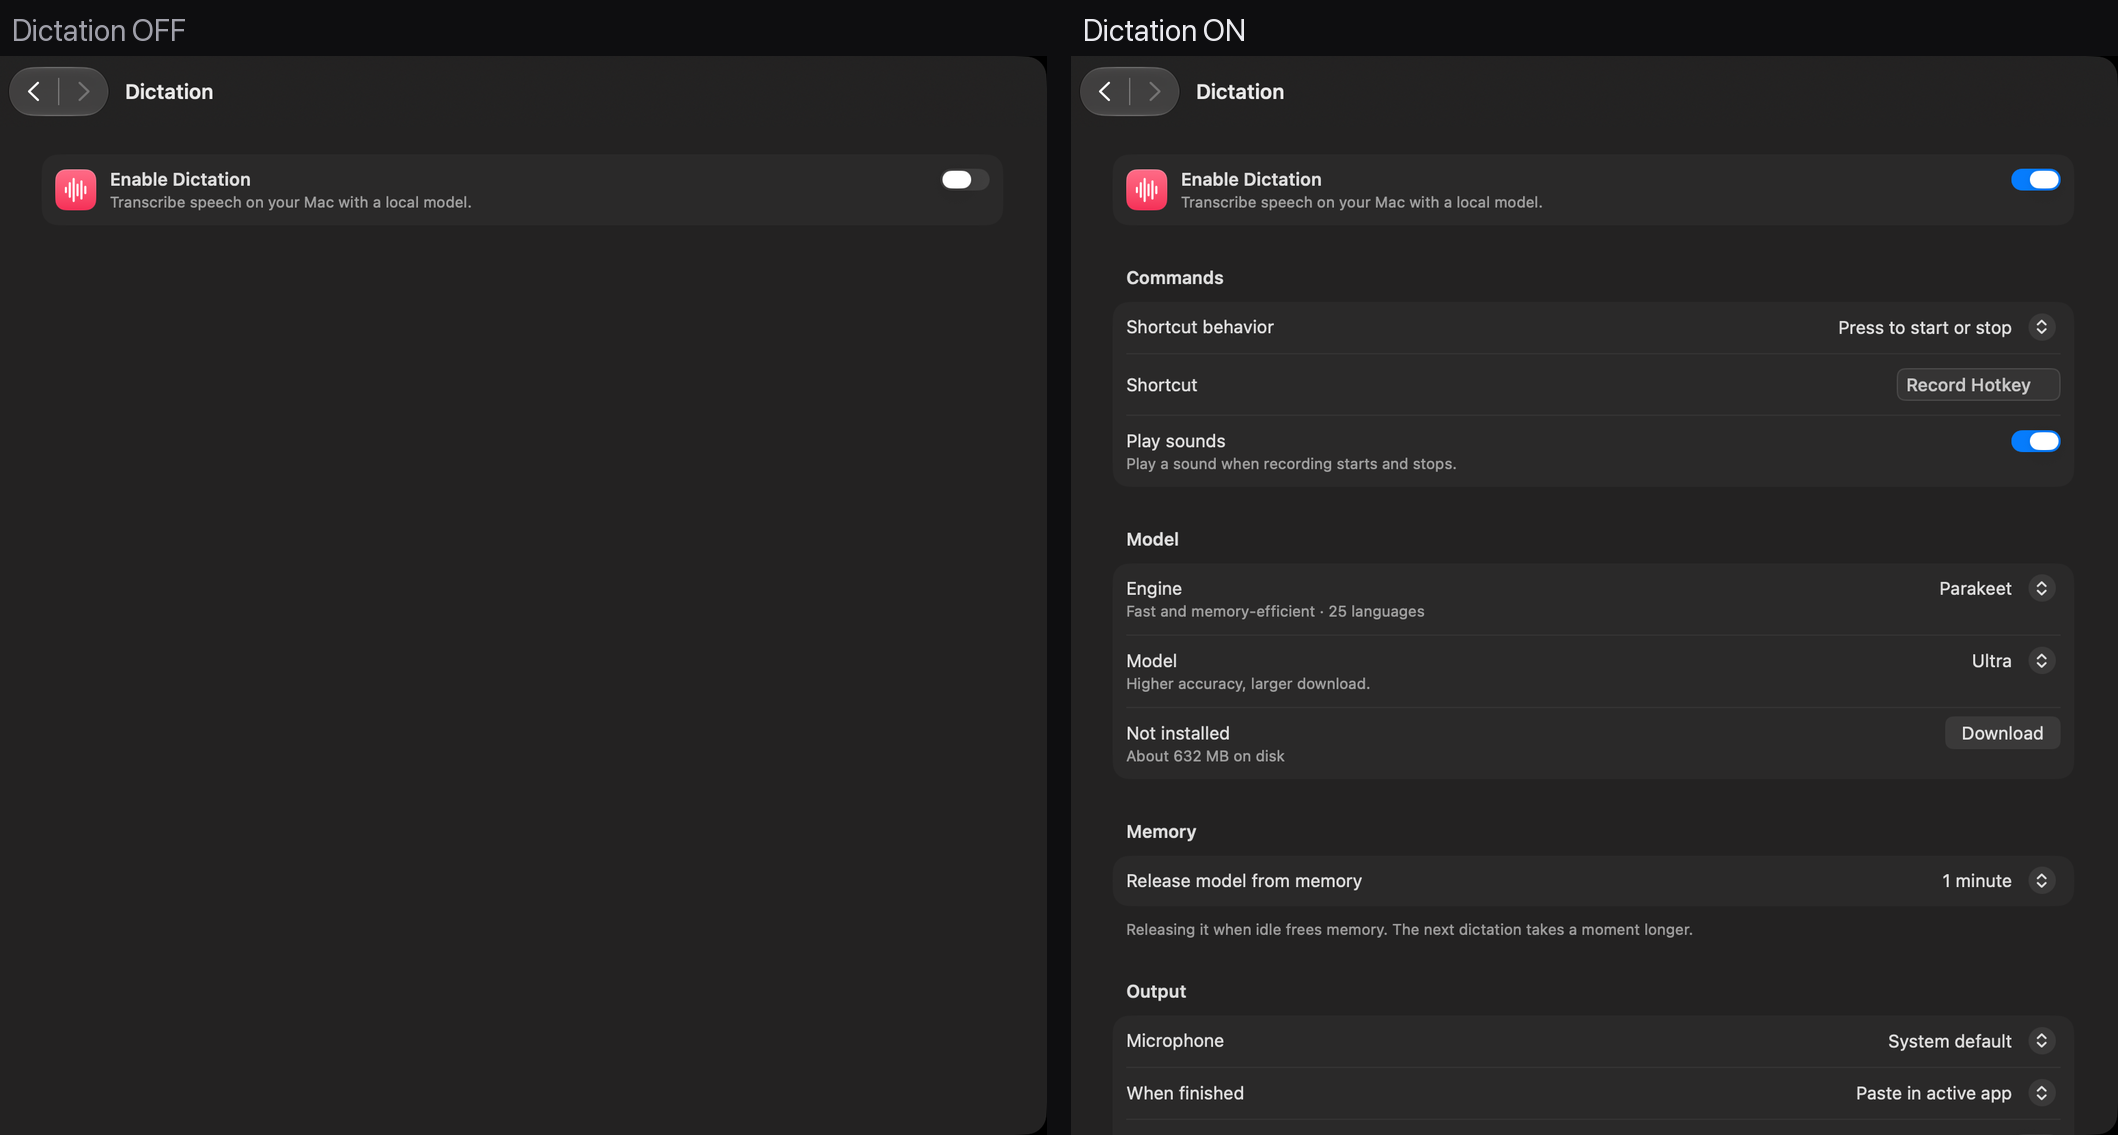 Dictation OFF
Dictation
Enable Dictation
Transcribe speech on your Mac with a local model.
Dictation ON
Dictation
Enable Dictation
Transcribe speech on your Mac with a local model.
Commands
Shortcut behavior Press to start or stop
Shortcut Record Hotkey
Play sounds
Play a sound when recording starts and stops.
Model
Engine Parakeet
Fast and memory-efficient · 25 languages
Model Ultra
Higher accuracy, larger download.
Not installed Download
About 632 MB on disk
Memory
Release model from memory 1 minute
Releasing it when idle frees memory. The next dictation takes a moment longer.
Output
Microphone System default
When finished Paste in active app